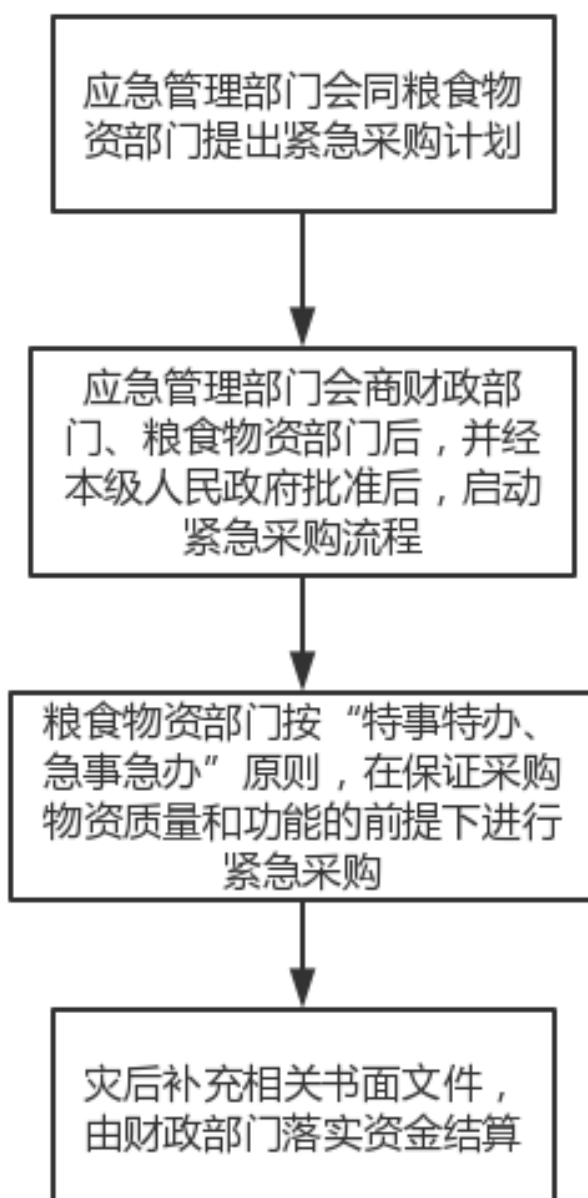 应急管理部门会同粮食物
资部门提出紧急采购计划
应急管理部门会商财政部
门、粮食物资部门后，并经
本级人民政府批准后，启动
紧急采购流程
粮食物资部门按“特事特办、
急事急办”原则，在保证采购
物资质量和功能的前提下进行
紧急采购
灾后补充相关书面文件，
由财政部门落实资金结算